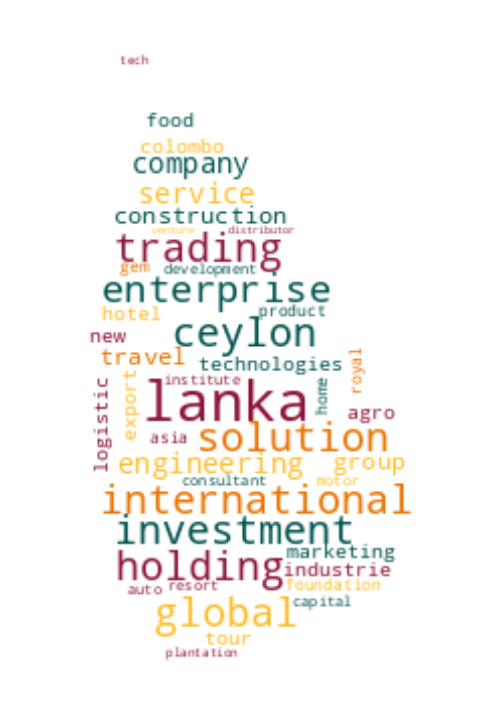 tech
food
colombo
company
service
construction
venture distributor
trading
gem development
enterprise
hotel product
new ceylon
travel technologies royal
logistic export institute home
lanka agro
asia solution
engineering group
consultant motor
international
investment
marketing
holding industrie
auto resort foundation
global capital
tour
plantation